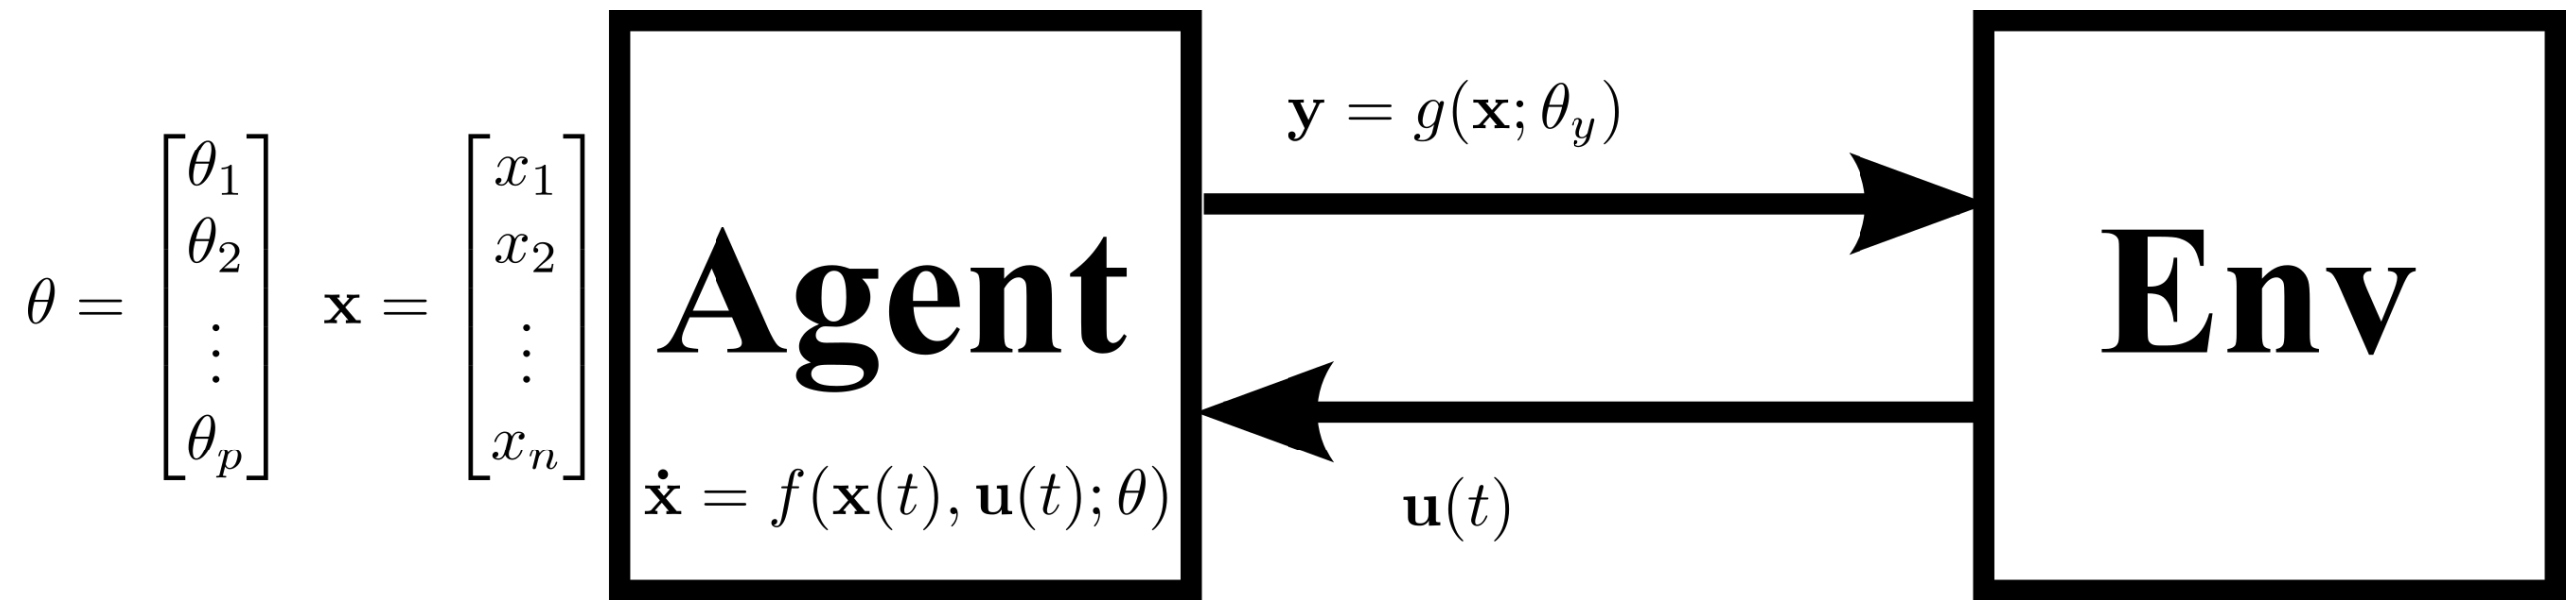 θ = [θ₁ θ₂ ⋮ θₚ]
𝐱 = [x₁ x₂ ⋮ xₙ]
Agent
𝐱̇ = f(𝐱(t), 𝐮(t); θ)
𝐲 = g(𝐱; θ_y)
𝐮(t)
Env